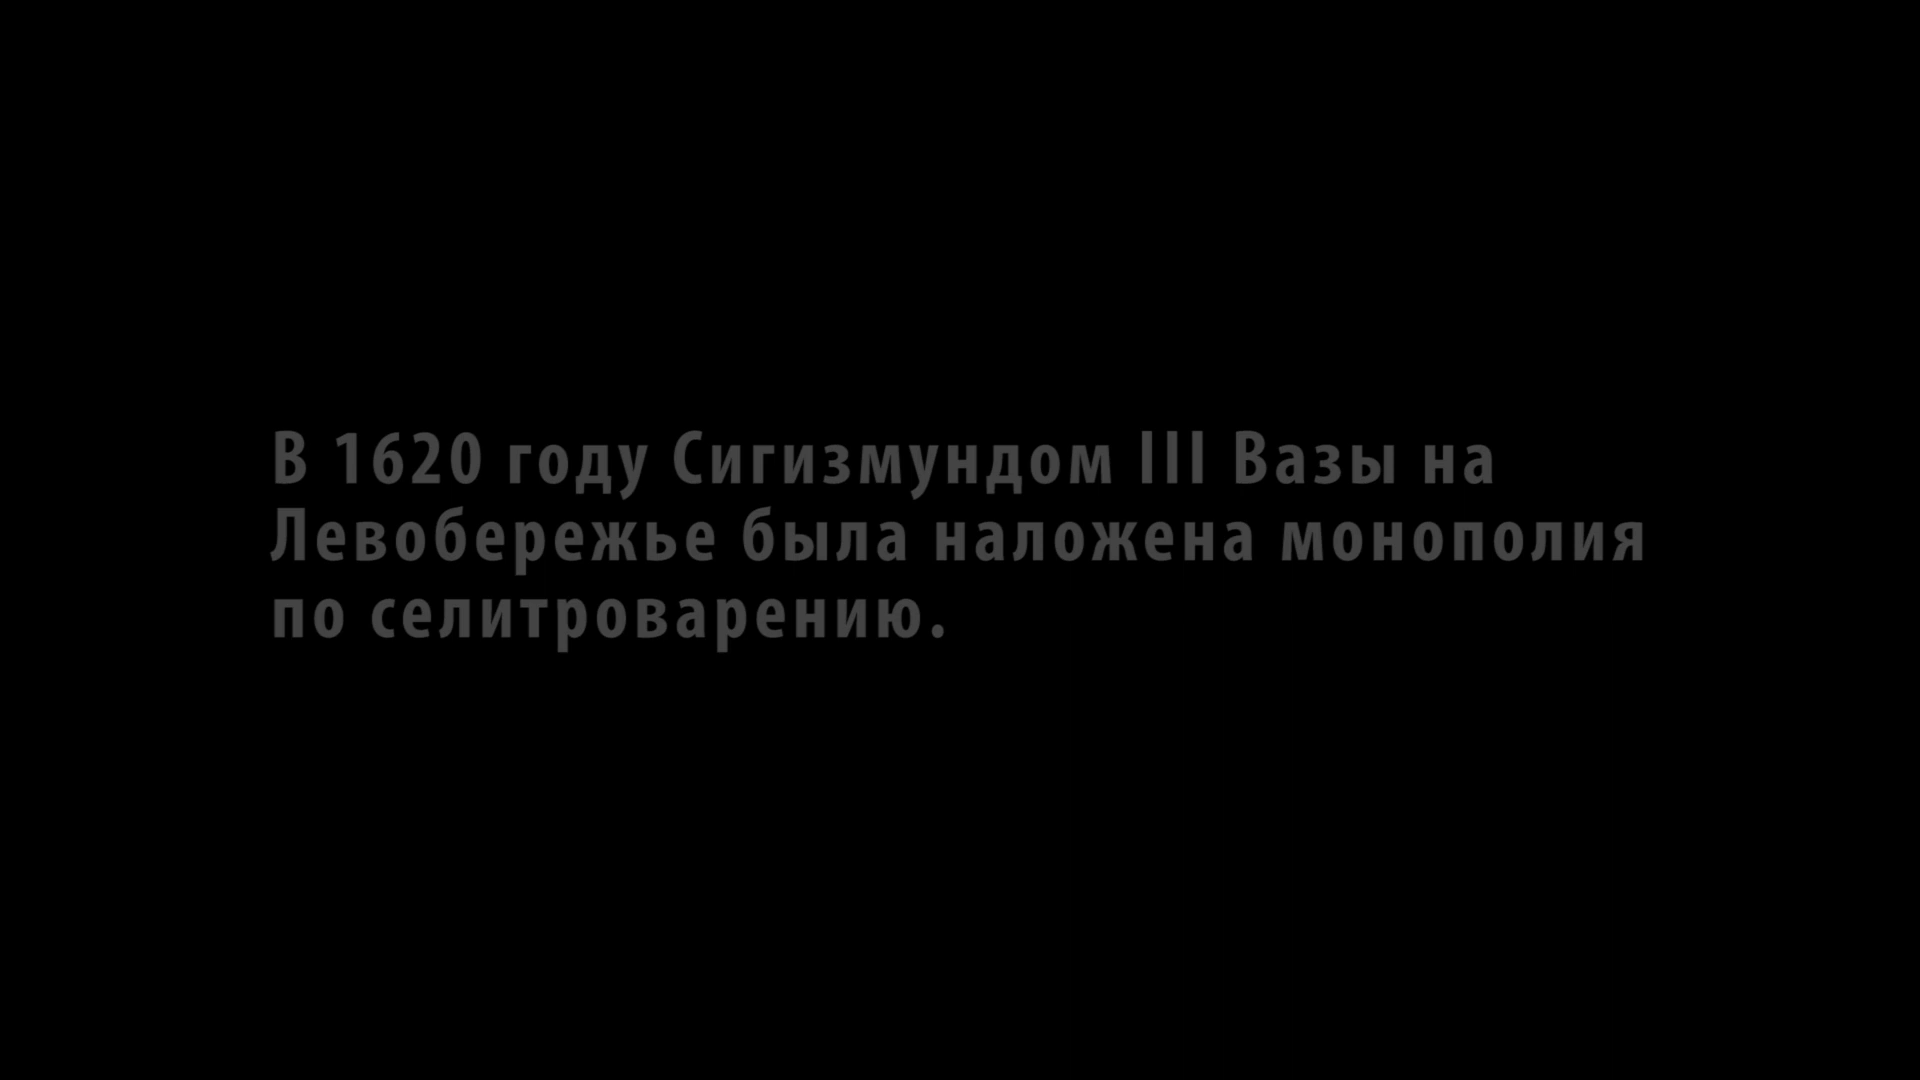 В 1620 году Сигизмундом III Вазы на
Левобережье была наложена монополия
по селитроварению.